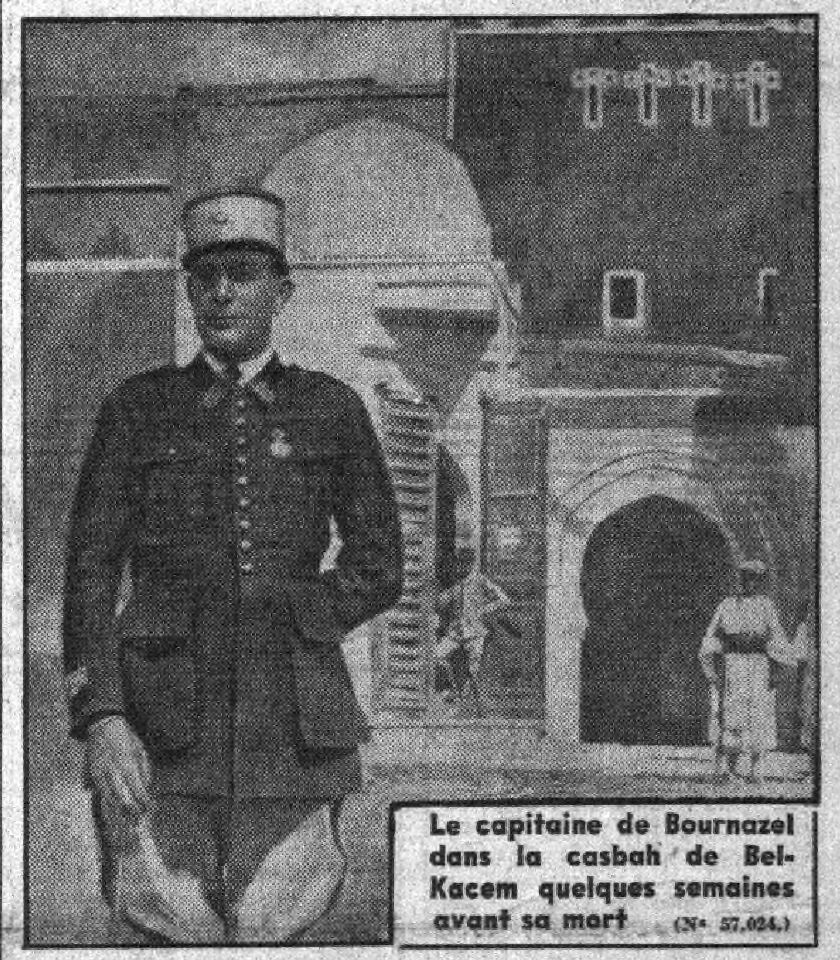 Le capitaine de Bournazel
dans la casbah de Bel-
Kacem quelques semaines
avant sa mort (N° 57.024.)